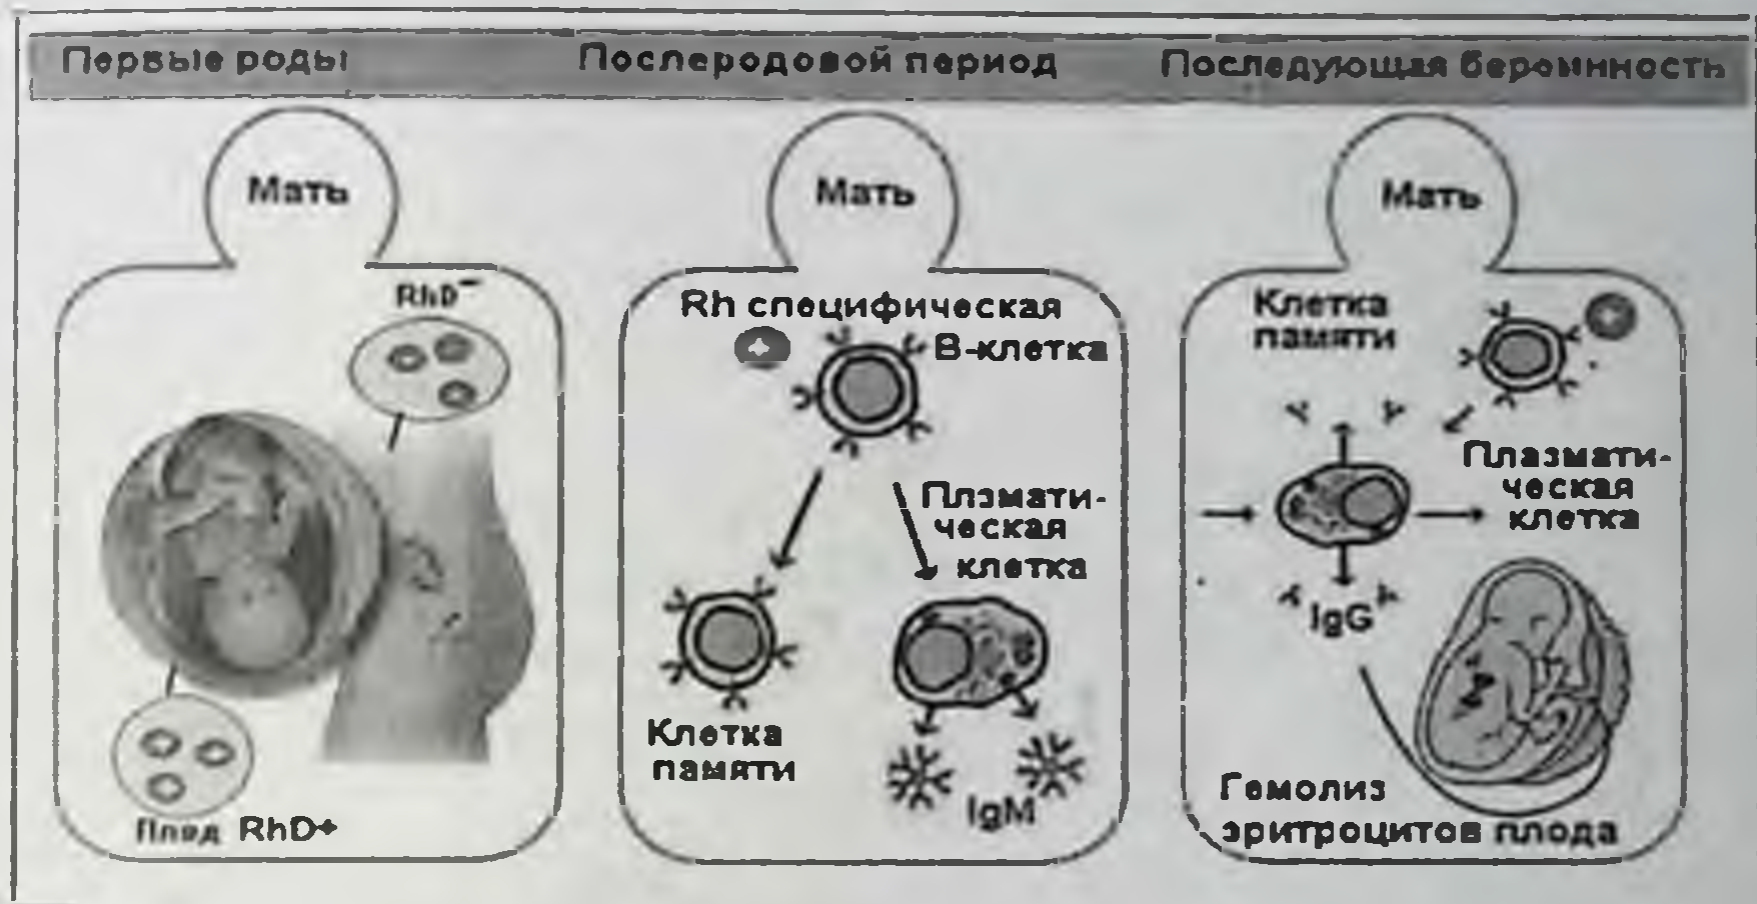 Первые роды
Послеродовой период
Последующая беременность
Мать
RhD−
Плод RhD+
Мать
Rh специфическая
В-клетка
Плазмати-
ческая
клетка
Клетка
памяти
IgM
Мать
Клетка
памяти
Плазмати-
ческая
клетка
IgG
Гемолиз
эритроцитов плода